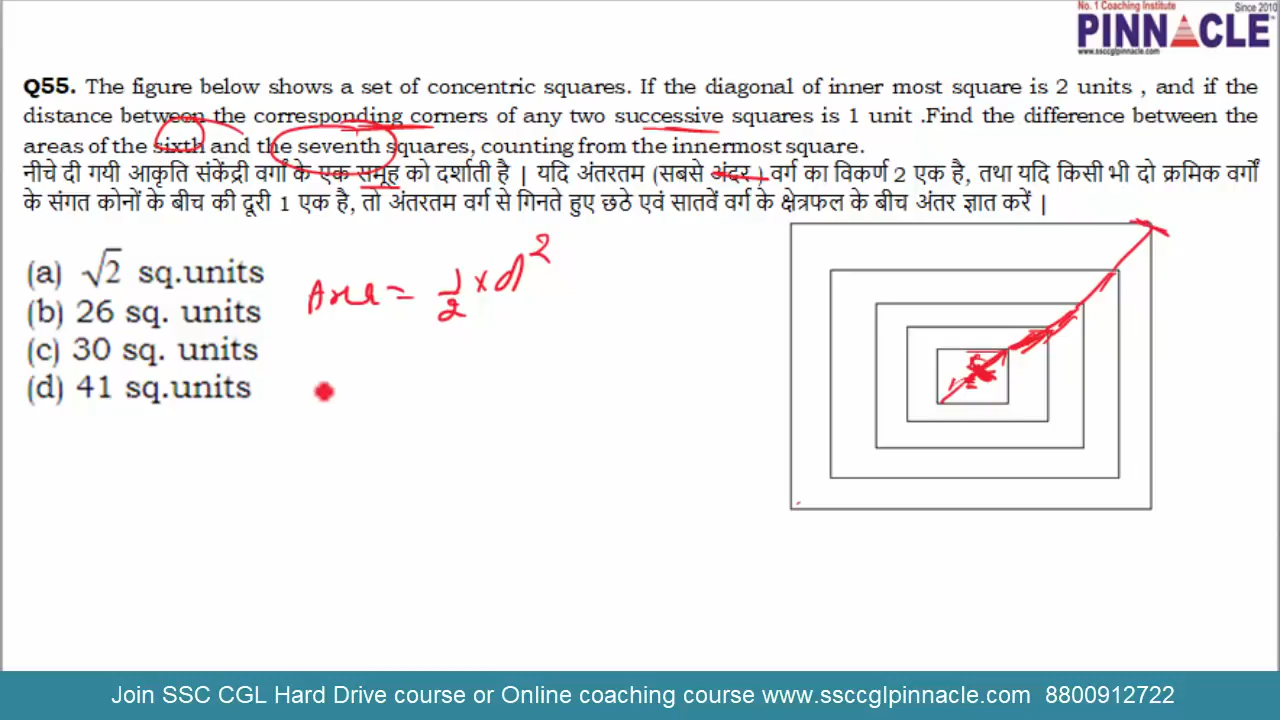 No. 1 Coaching Institute
Since 2010
PINNACLE
www.ssccglpinnacle.com
Q55. The figure below shows a set of concentric squares. If the diagonal of inner most square is 2 units , and if the
distance between the corresponding corners of any two successive squares is 1 unit .Find the difference between the
areas of the sixth and the seventh squares, counting from the innermost square.
नीचे दी गयी आकृति संकेंद्री वर्गों के एक समूह को दर्शाती है | यदि अंतरतम (सबसे अंदर ) वर्ग का विकर्ण 2 एक है, तथा यदि किसी भी दो क्रमिक वर्गों
के संगत कोनों के बीच की दूरी 1 एक है, तो अंतरतम वर्ग से गिनते हुए छठे एवं सातवें वर्ग के क्षेत्रफल के बीच अंतर ज्ञात करें |
(a) √2 sq.units
(b) 26 sq. units
(c) 30 sq. units
(d) 41 sq.units
Area = 1/2 × d²
Join SSC CGL Hard Drive course or Online coaching course www.ssccglpinnacle.com 8800912722